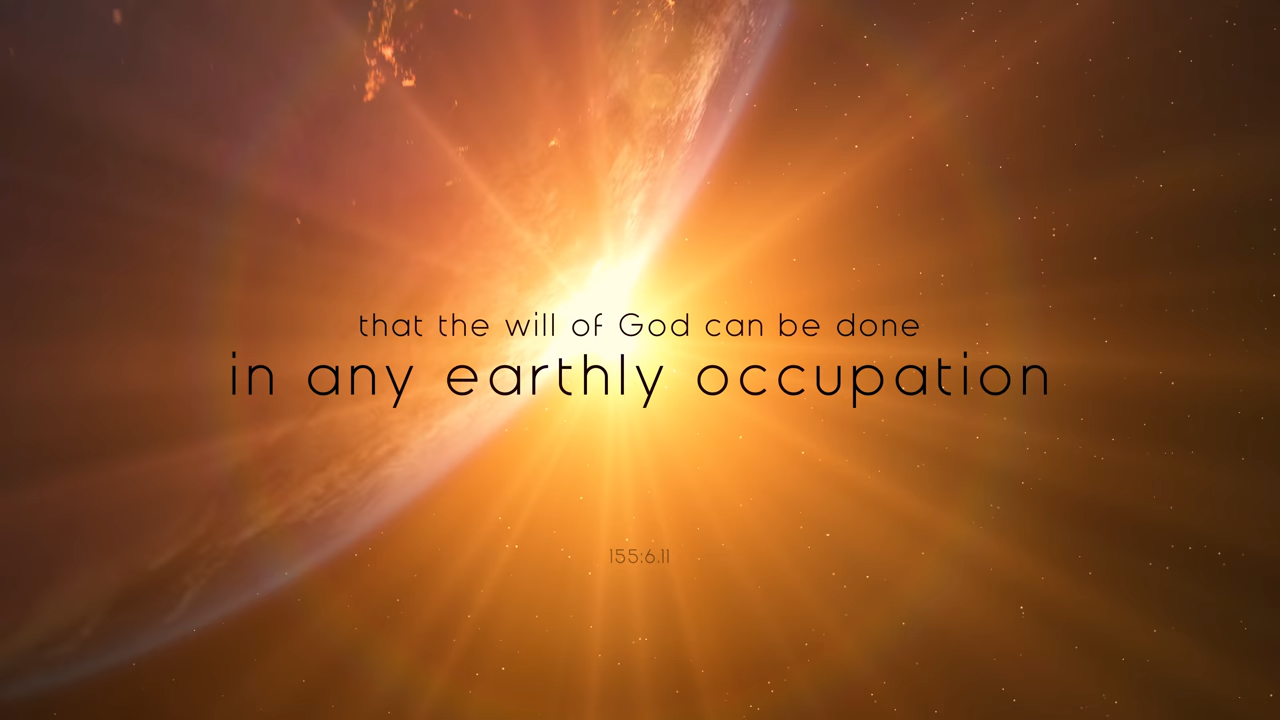 that the will of God can be done
in any earthly occupation
155:6.11